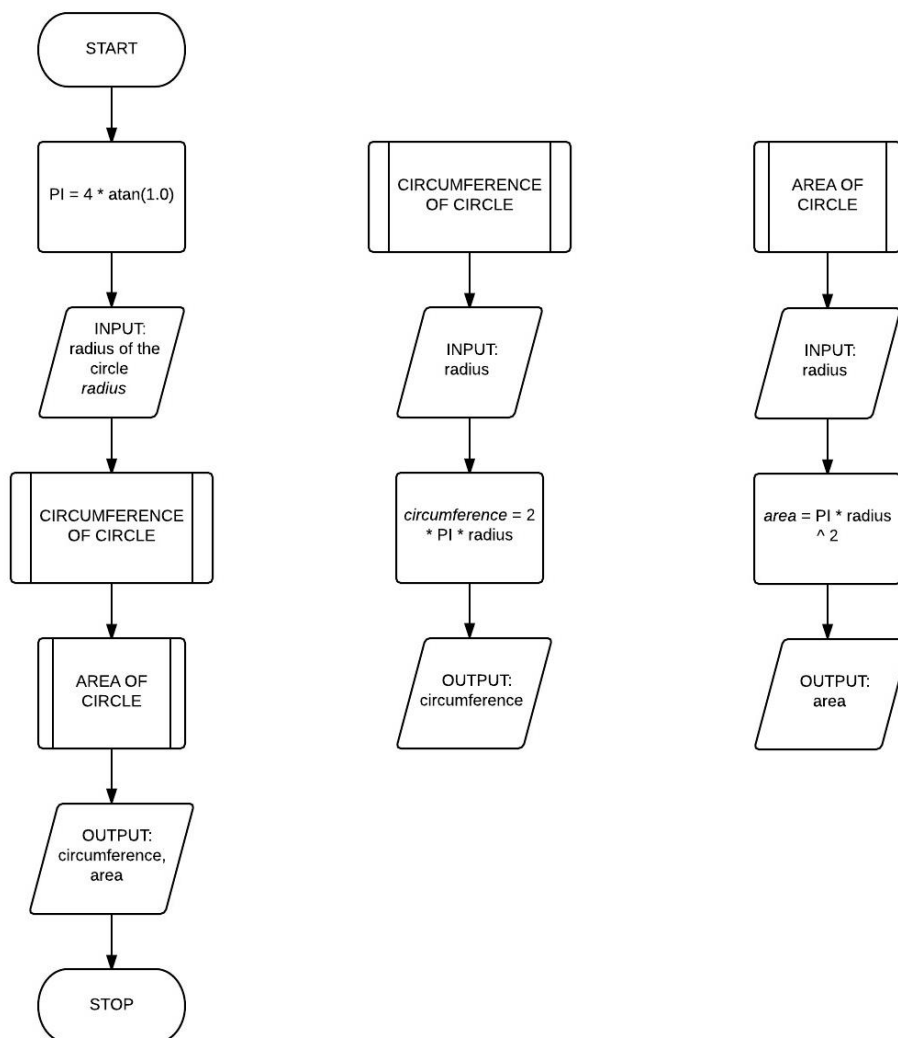 START
PI = 4 * atan(1.0)
INPUT:
radius of the
circle
radius
CIRCUMFERENCE
OF CIRCLE
AREA OF
CIRCLE
OUTPUT:
circumference,
area
STOP
CIRCUMFERENCE
OF CIRCLE
INPUT:
radius
circumference = 2
* PI * radius
OUTPUT:
circumference
AREA OF
CIRCLE
INPUT:
radius
area = PI * radius
^ 2
OUTPUT:
area